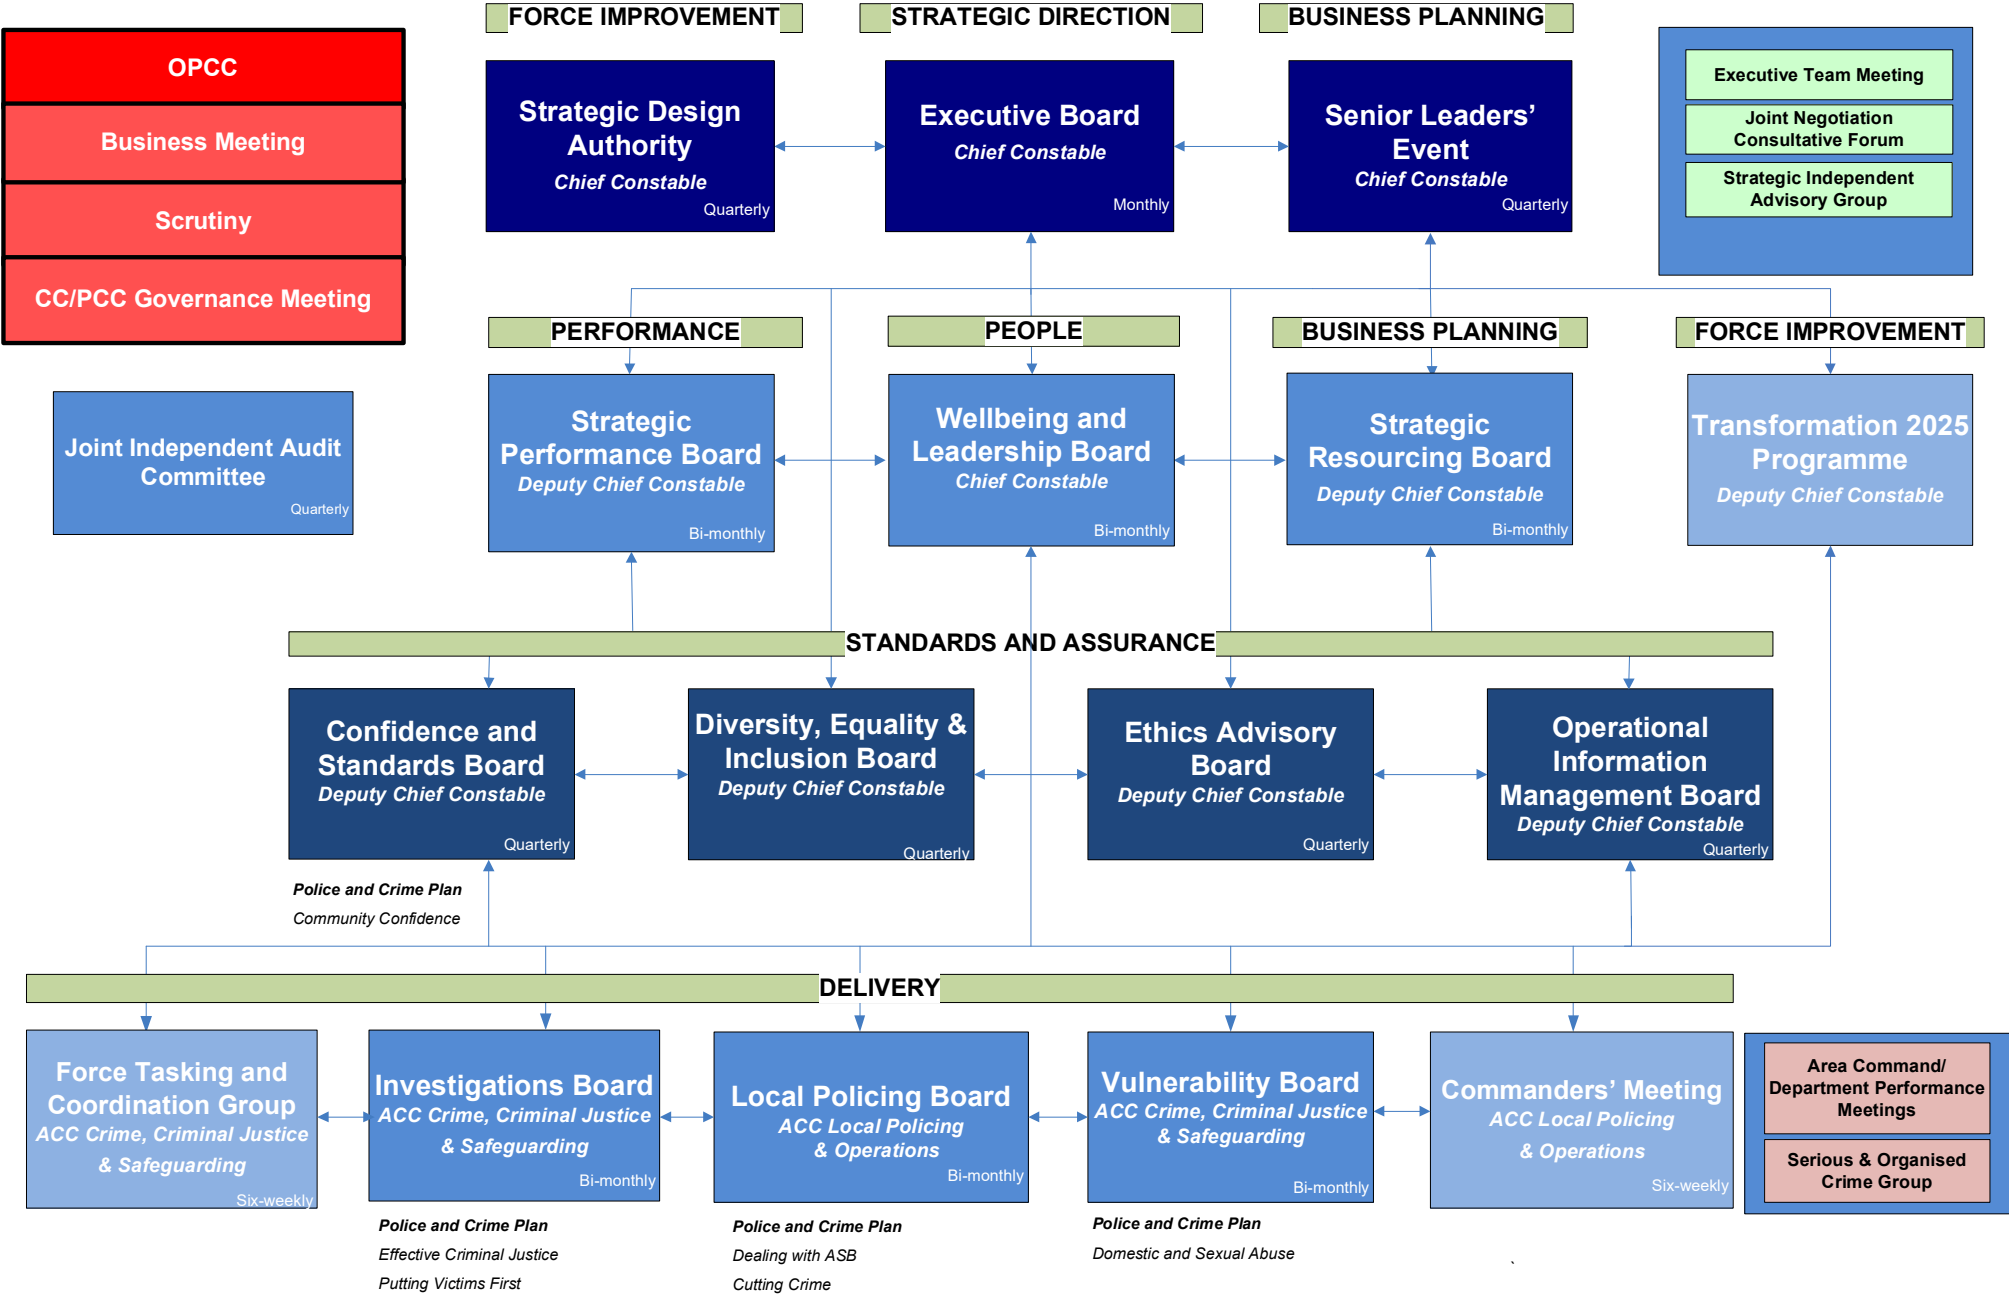 FORCE IMPROVEMENT
STRATEGIC DIRECTION
BUSINESS PLANNING
OPCC
Business Meeting
Scrutiny
CC/PCC Governance Meeting
Strategic Design
Authority
Chief Constable
Quarterly
Executive Board
Chief Constable
Monthly
Senior Leaders’
Event
Chief Constable
Quarterly
Executive Team Meeting
Joint Negotiation
Consultative Forum
Strategic Independent
Advisory Group
PERFORMANCE
PEOPLE
BUSINESS PLANNING
FORCE IMPROVEMENT
Joint Independent Audit
Committee
Quarterly
Strategic
Performance Board
Deputy Chief Constable
Bi-monthly
Wellbeing and
Leadership Board
Chief Constable
Bi-monthly
Strategic
Resourcing Board
Deputy Chief Constable
Bi-monthly
Transformation 2025
Programme
Deputy Chief Constable
STANDARDS AND ASSURANCE
Confidence and
Standards Board
Deputy Chief Constable
Quarterly
Diversity, Equality &
Inclusion Board
Deputy Chief Constable
Quarterly
Ethics Advisory
Board
Deputy Chief Constable
Quarterly
Operational
Information
Management Board
Deputy Chief Constable
Quarterly
Police and Crime Plan
Community Confidence
DELIVERY
Force Tasking and
Coordination Group
ACC Crime, Criminal Justice
& Safeguarding
Six-weekly
Investigations Board
ACC Crime, Criminal Justice
& Safeguarding
Bi-monthly
Local Policing Board
ACC Local Policing
& Operations
Bi-monthly
Vulnerability Board
ACC Crime, Criminal Justice
& Safeguarding
Bi-monthly
Commanders’ Meeting
ACC Local Policing
& Operations
Six-weekly
Area Command/
Department Performance
Meetings
Serious & Organised
Crime Group
Police and Crime Plan
Effective Criminal Justice
Putting Victims First
Police and Crime Plan
Dealing with ASB
Cutting Crime
Police and Crime Plan
Domestic and Sexual Abuse
`